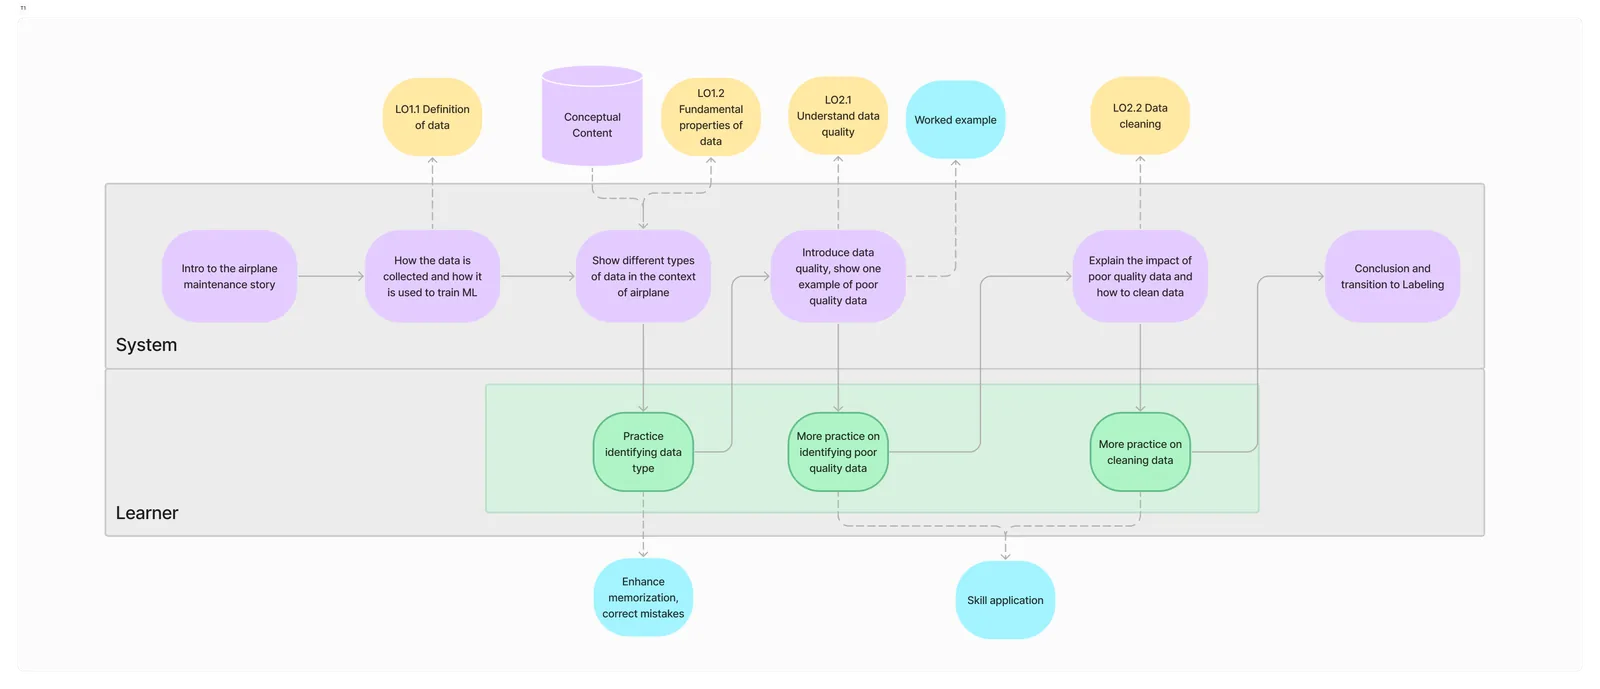 T1
LO1.1 Definition
of data
Conceptual
Content
LO1.2
Fundamental
properties of
data
LO2.1
Understand data
quality
Worked example
LO2.2 Data
cleaning
Intro to the airplane
maintenance story
How the data is
collected and how it
is used to train ML
Show different types
of data in the context
of airplane
Introduce data
quality, show one
example of poor
quality data
Explain the impact of
poor quality data and
how to clean data
Conclusion and
transition to Labeling
System
Practice
identifying data
type
More practice on
identifying poor
quality data
More practice on
cleaning data
Learner
Enhance
memorization,
correct mistakes
Skill application